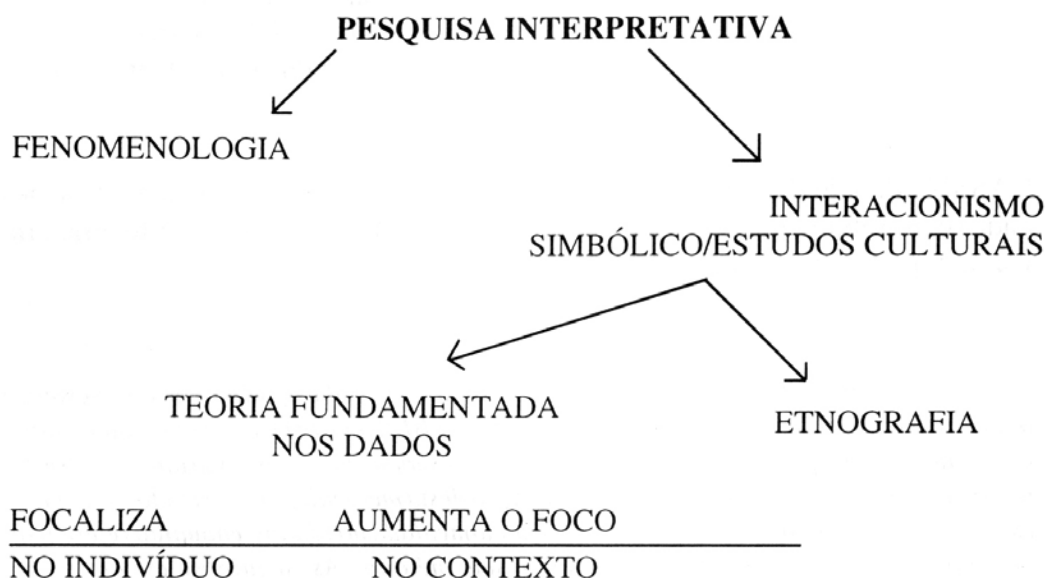 PESQUISA INTERPRETATIVA
FENOMENOLOGIA
INTERACIONISMO
SIMBÓLICO/ESTUDOS CULTURAIS
TEORIA FUNDAMENTADA
NOS DADOS
ETNOGRAFIA
FOCALIZA AUMENTA O FOCO
NO INDIVÍDUO NO CONTEXTO